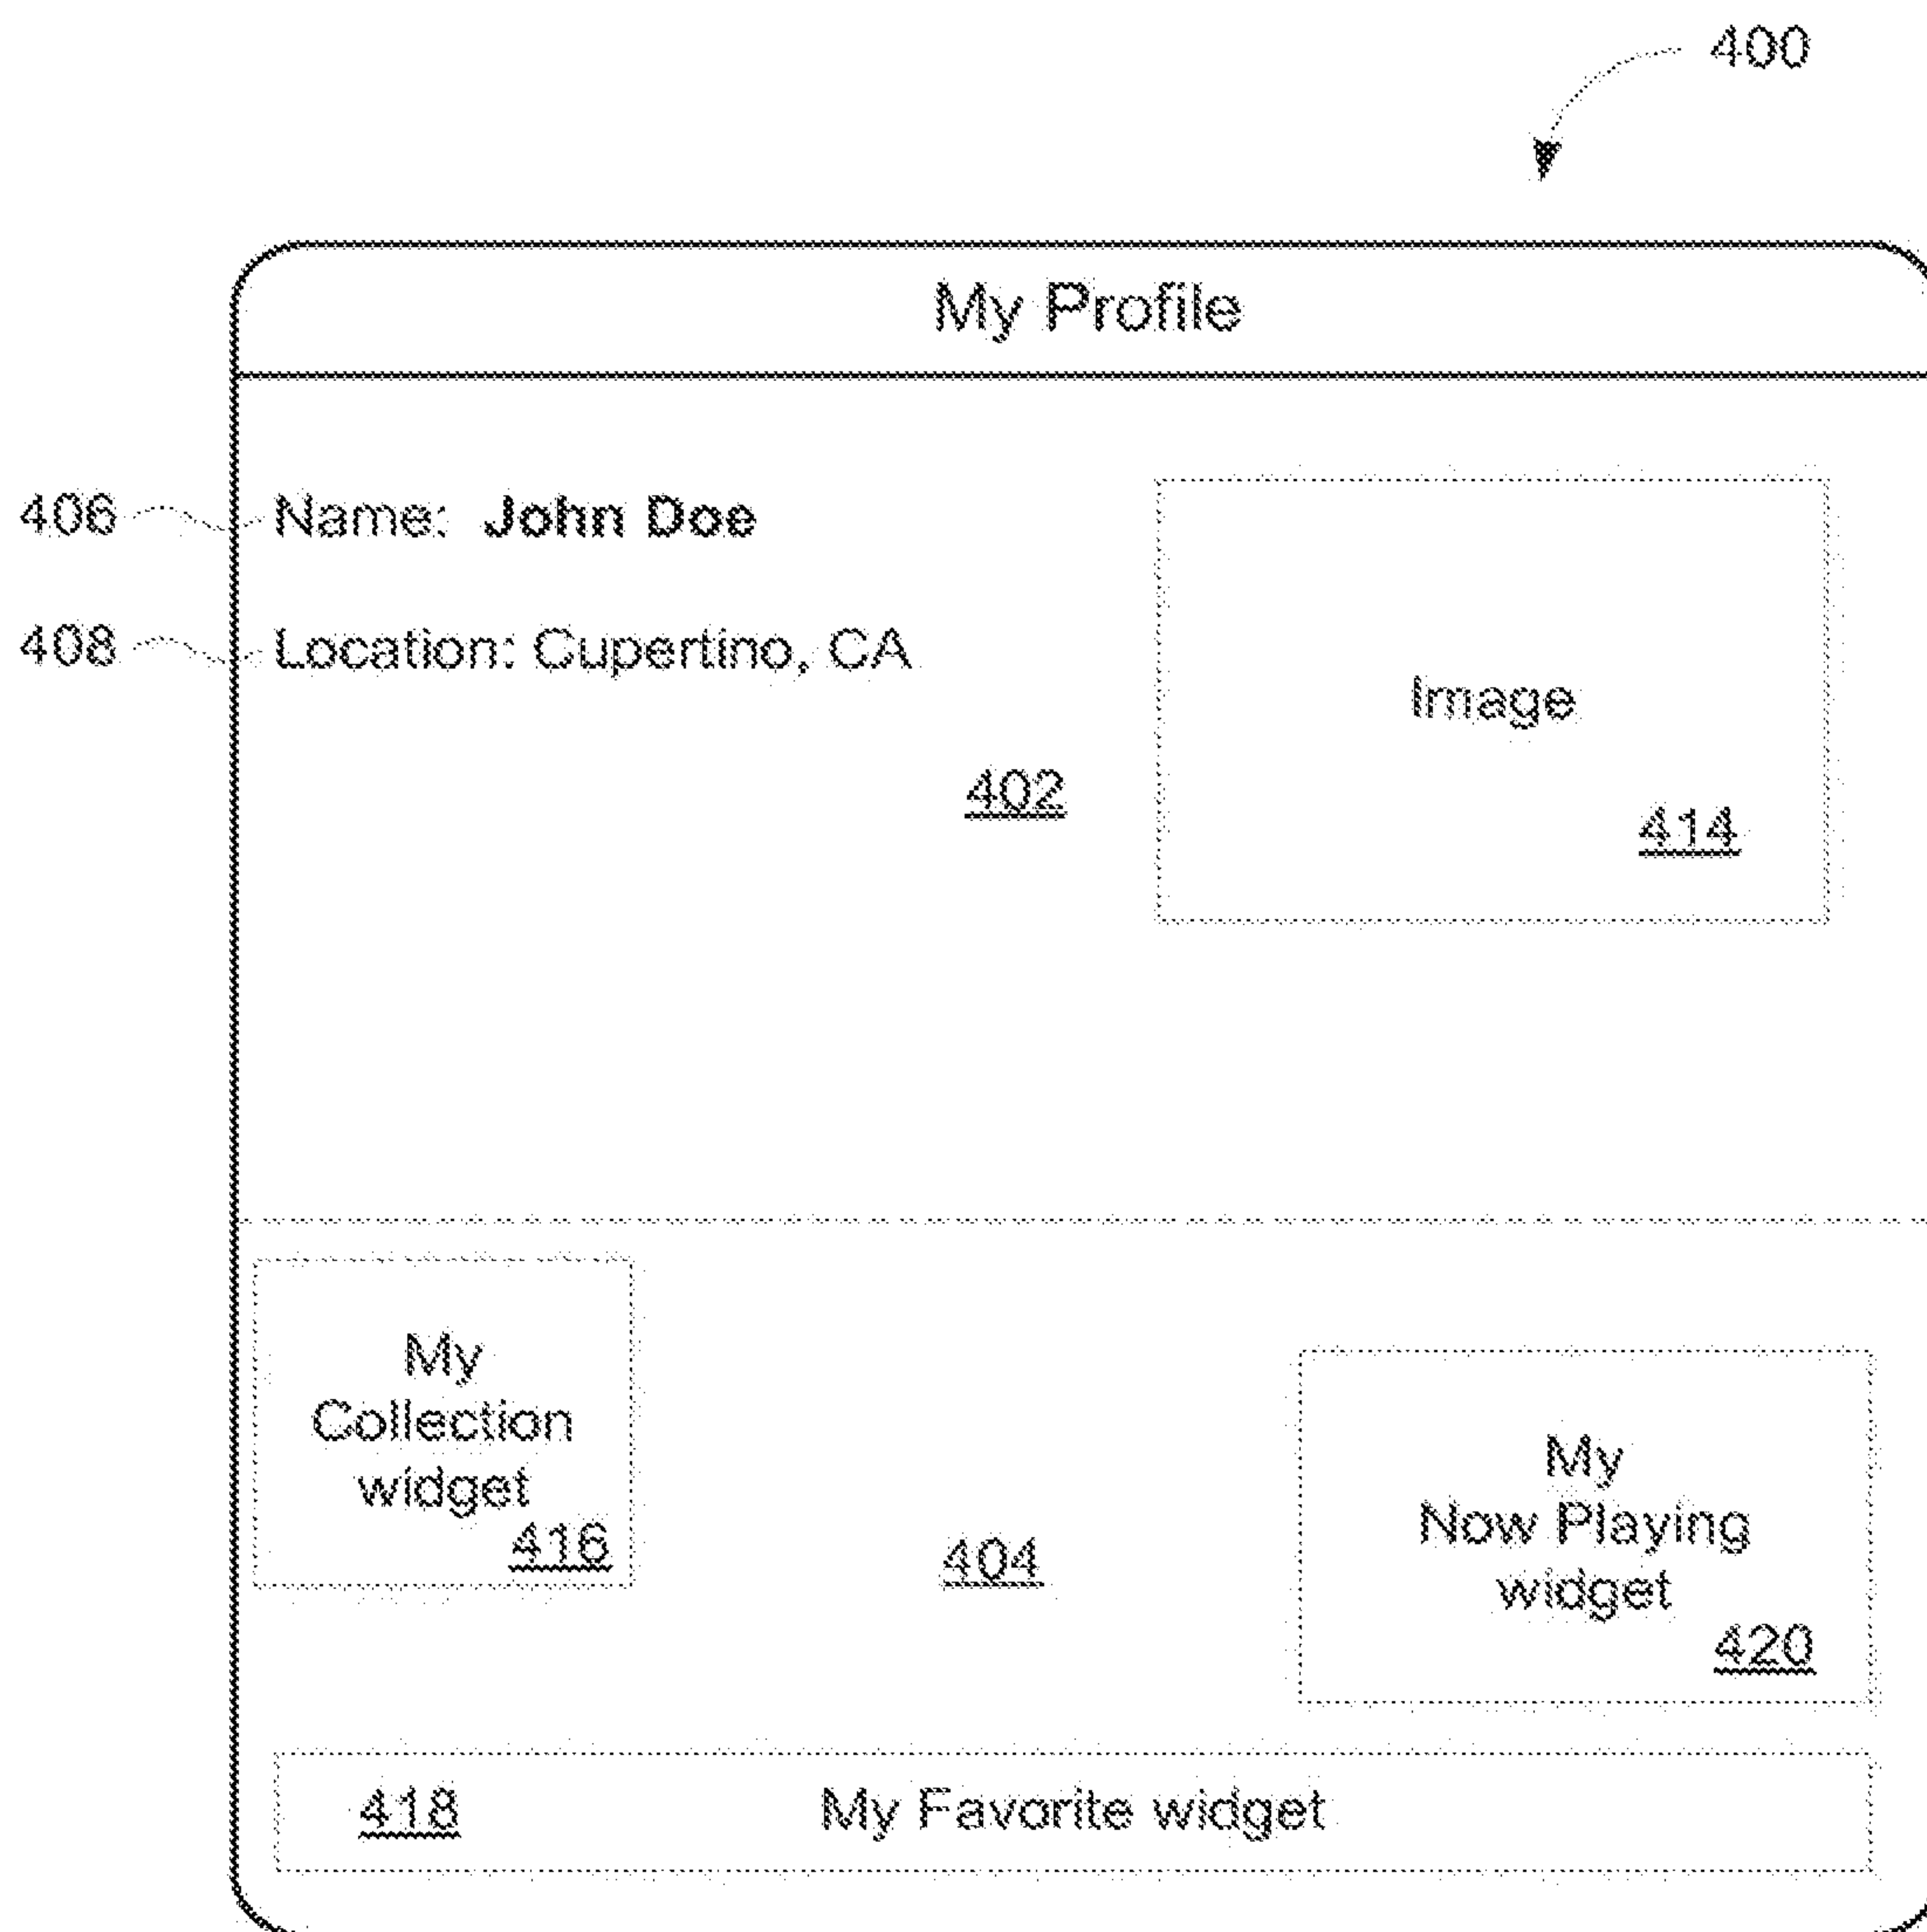 400
My Profile
406 Name: John Doe
408 Location: Cupertino, CA
Image
402
414
My
Collection
widget
416
404
My
Now Playing
widget
420
418 My Favorite widget